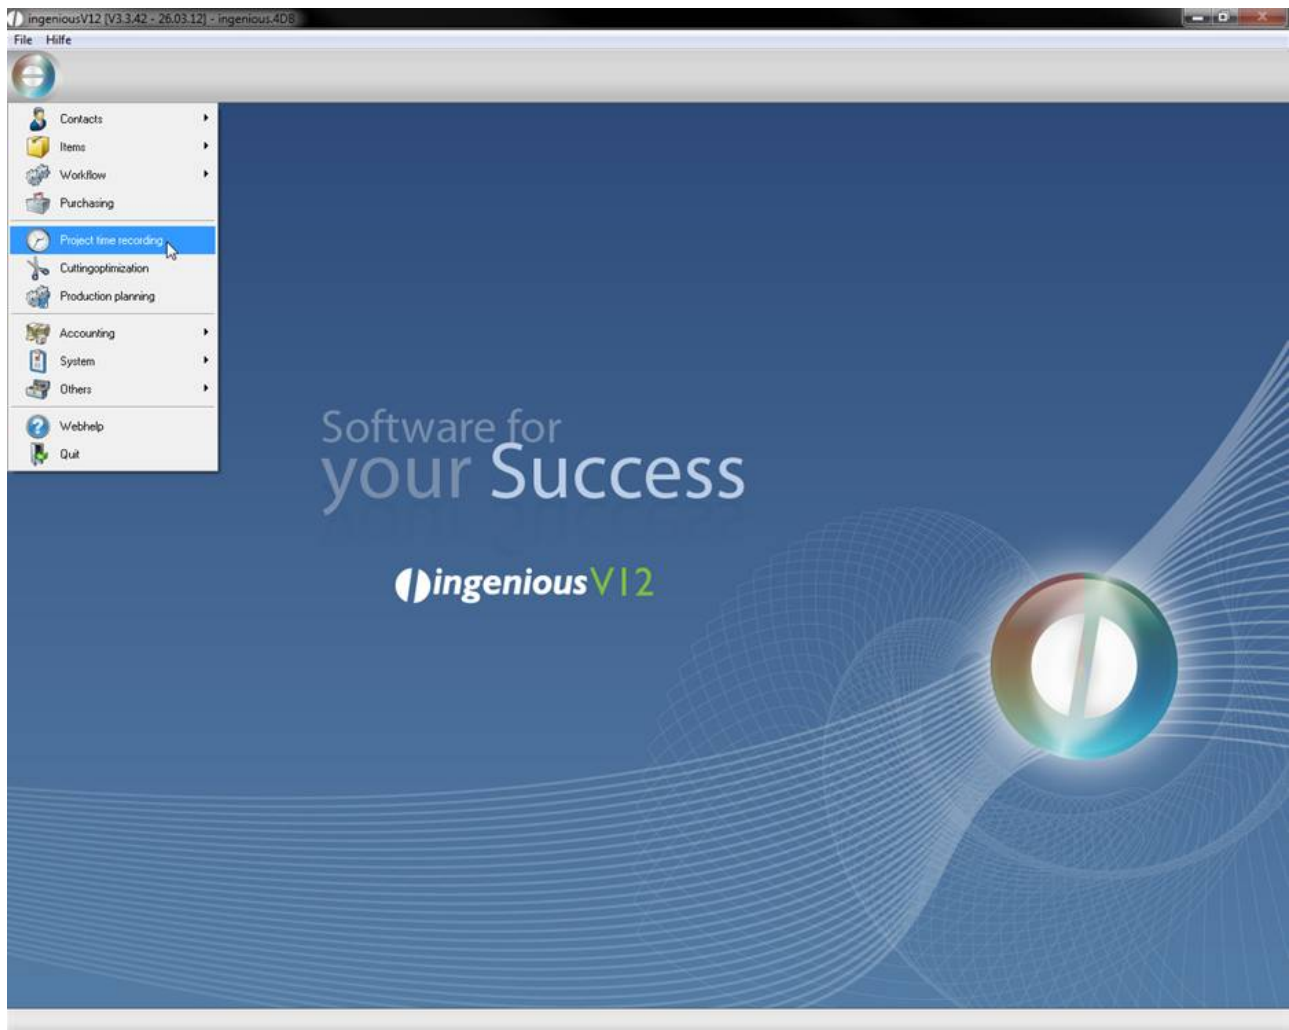 ingeniousV12 [V3.3.42 - 26.03.12] - ingenious.4DB
File Hilfe
Contacts
Items
Workflow
Purchasing
Project time recording
Cuttingoptimization
Production planning
Accounting
System
Others
Webhelp
Quit
Software for
your Success
ingeniousV12